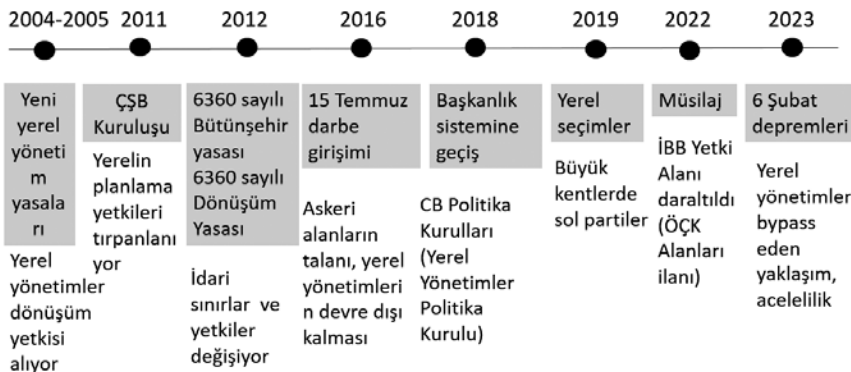 2004-2005
2011
2012
2016
2018
2019
2022
2023
Yeni
yerel
yöneti
m
yasala
rı
Yerel
yönetimler
dönüşüm
yetkisi
alıyor
ÇŞB
Kuruluşu
Yerelin
planlama
yetkileri
tırpanlanı
yor
6360 sayılı
Bütünşehir
yasası
6360 sayılı
Dönüşüm
Yasası
İdari
sınırlar ve
yetkiler
değişiyor
15 Temmuz
darbe
girişimi
Askeri
alanların
talanı, yerel
yönetimleri
n devre dışı
kalması
Başkanlık
sistemine
geçiş
CB Politika
Kurulları
(Yerel
Yönetimler
Politika
Kurulu)
Yerel
seçimler
Büyük
kentlerde
sol partiler
Müsilaj
İBB Yetki
Alanı
daraltıldı
(ÖÇK
Alanları
ilanı)
6 Şubat
depremleri
Yerel
yönetimler
bypass
eden
yaklaşım,
acelelilik